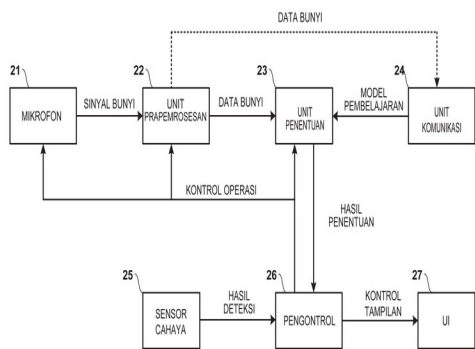 DATA BUNYI
21
22
23
24
MIKROFON
SINYAL BUNYI
UNIT
PRAPEMROSESAN
DATA BUNYI
UNIT
PENENTUAN
MODEL
PEMBELAJARAN
UNIT
KOMUNIKASI
KONTROL OPERASI
HASIL
PENENTUAN
25
26
27
SENSOR
CAHAYA
HASIL
DETEKSI
PENGONTROL
KONTROL
TAMPILAN
UI